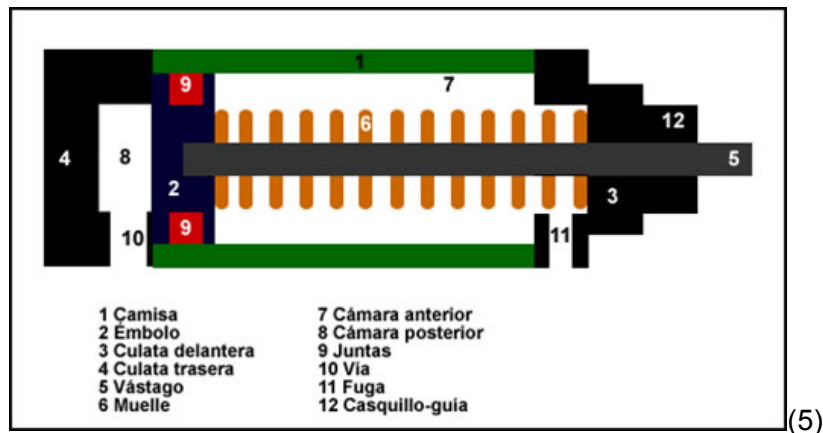 1
9
7
6
12
4
8
5
2
3
9
10
11
1 Camisa
2 Émbolo
3 Culata delantera
4 Culata trasera
5 Vástago
6 Muelle
7 Cámara anterior
8 Cámara posterior
9 Juntas
10 Vía
11 Fuga
12 Casquillo-guía
(5)